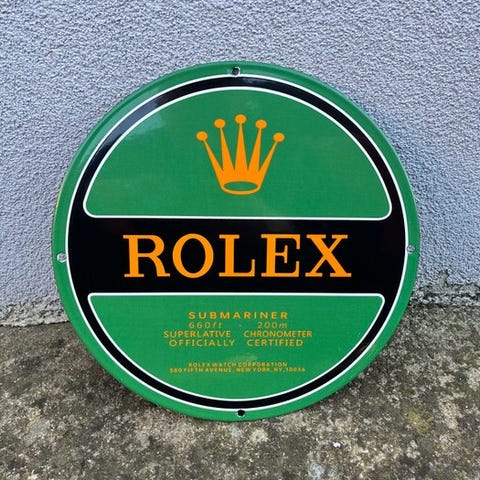 ROLEX
SUBMARINER
660ft 200m
SUPERLATIVE CHRONOMETER
OFFICIALLY CERTIFIED
ROLEX WATCH CORPORATION
580 FIFTH AVENUE, NEW YORK, NY, 10036